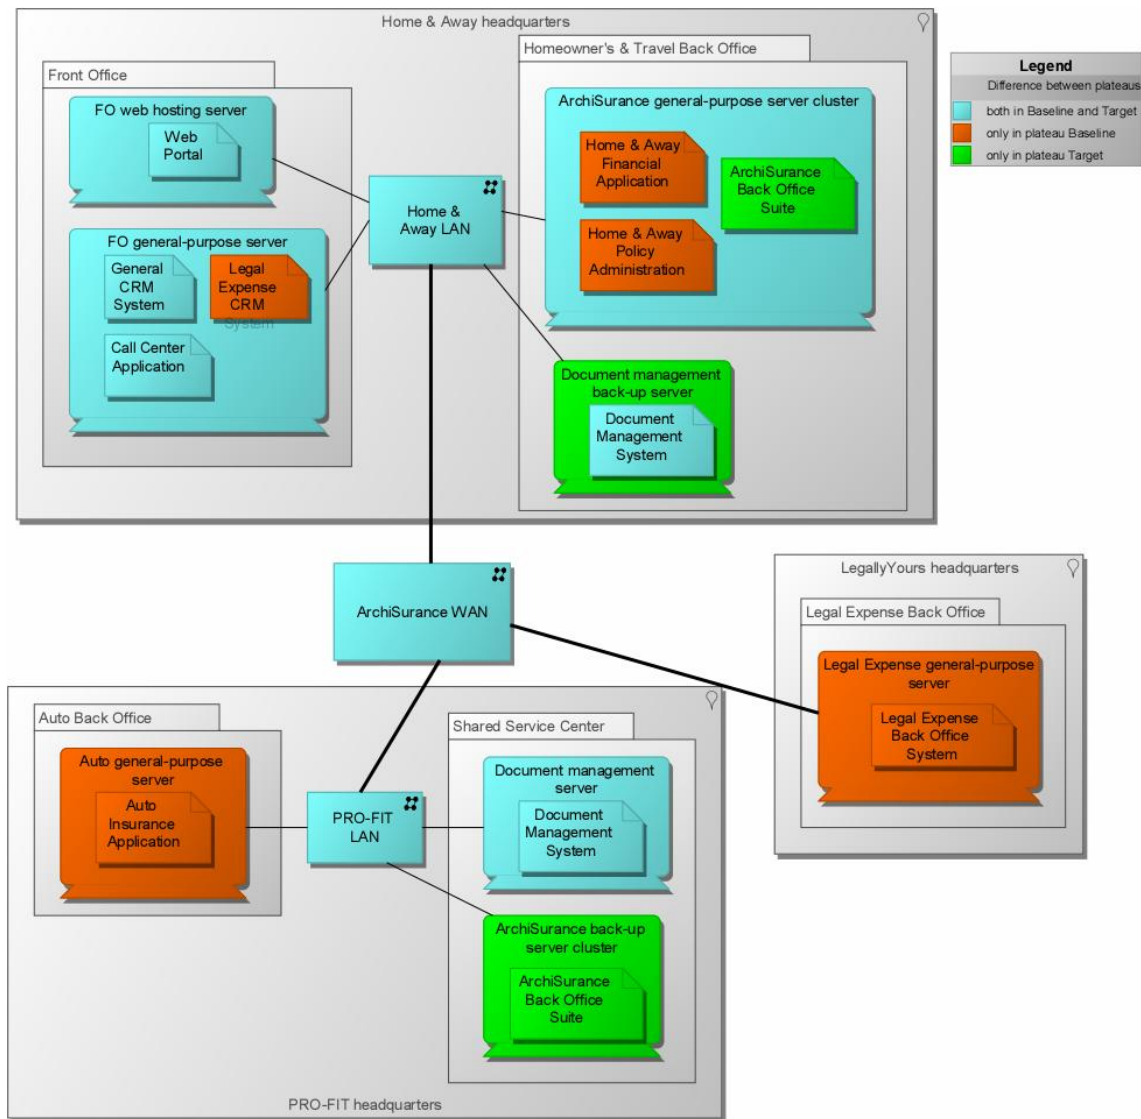 Home & Away headquarters
Homeowner's & Travel Back Office
Front Office
FO web hosting server
Web
Portal
FO general-purpose server
General
CRM
System
Legal
Expense
CRM
System
Call Center
Application
Home &
Away LAN
ArchiSurance general-purpose server cluster
Home & Away
Financial
Application
ArchiSurance
Back Office
Suite
Home & Away
Policy
Administration
Document management
back-up server
Document
Management
System
Legend
Difference between plateaus
both in Baseline and Target
only in plateau Baseline
only in plateau Target
ArchiSurance WAN
LegallyYours headquarters
Legal Expense Back Office
Legal Expense general-purpose
server
Legal Expense
Back Office
System
Auto Back Office
Auto general-purpose
server
Auto
Insurance
Application
PRO-FIT
LAN
Shared Service Center
Document management
server
Document
Management
System
ArchiSurance back-up
server cluster
ArchiSurance
Back Office
Suite
PRO-FIT headquarters